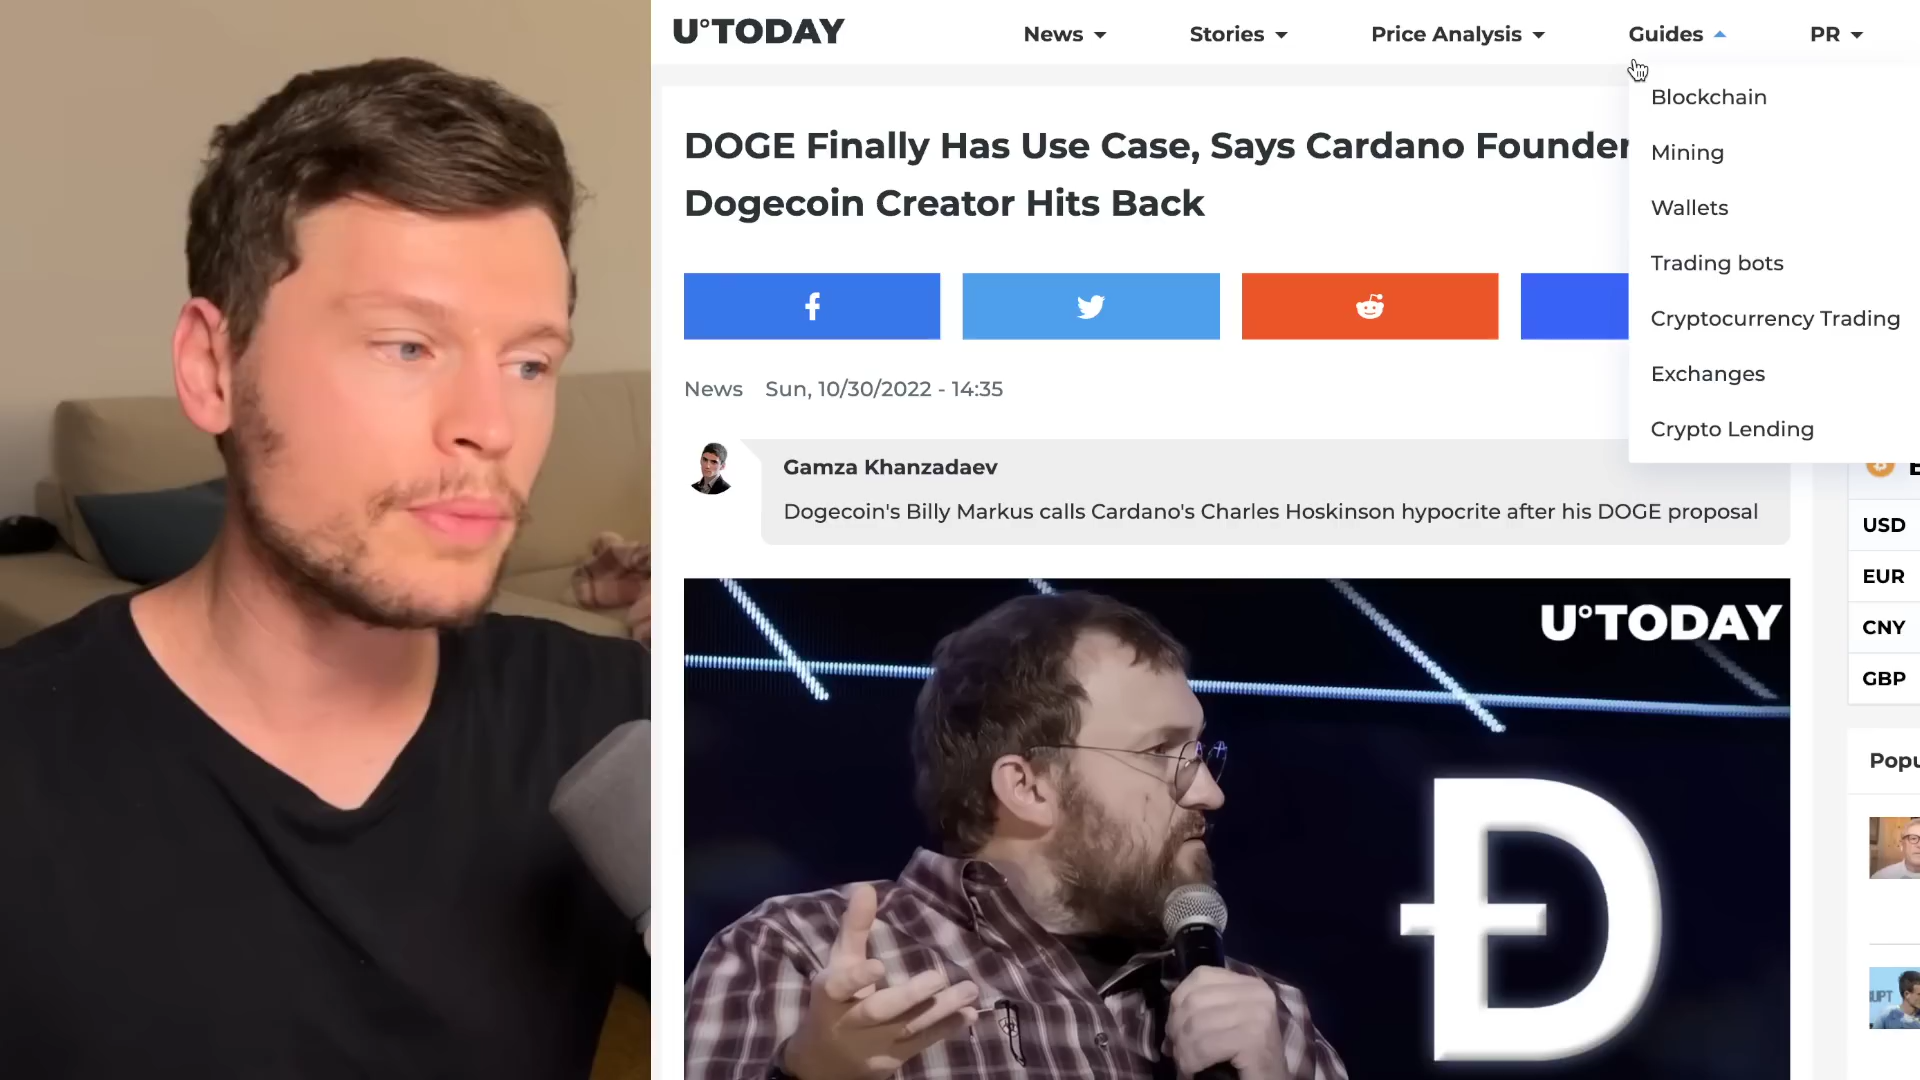 U°TODAY
News
Stories
Price Analysis
Guides
PR
Blockchain
Mining
Wallets
Trading bots
Cryptocurrency Trading
Exchanges
Crypto Lending
DOGE Finally Has Use Case, Says Cardano Founder
Dogecoin Creator Hits Back
News Sun, 10/30/2022 - 14:35
Gamza Khanzadaev
Dogecoin's Billy Markus calls Cardano's Charles Hoskinson hypocrite after his DOGE proposal
U°TODAY
USD
EUR
CNY
GBP